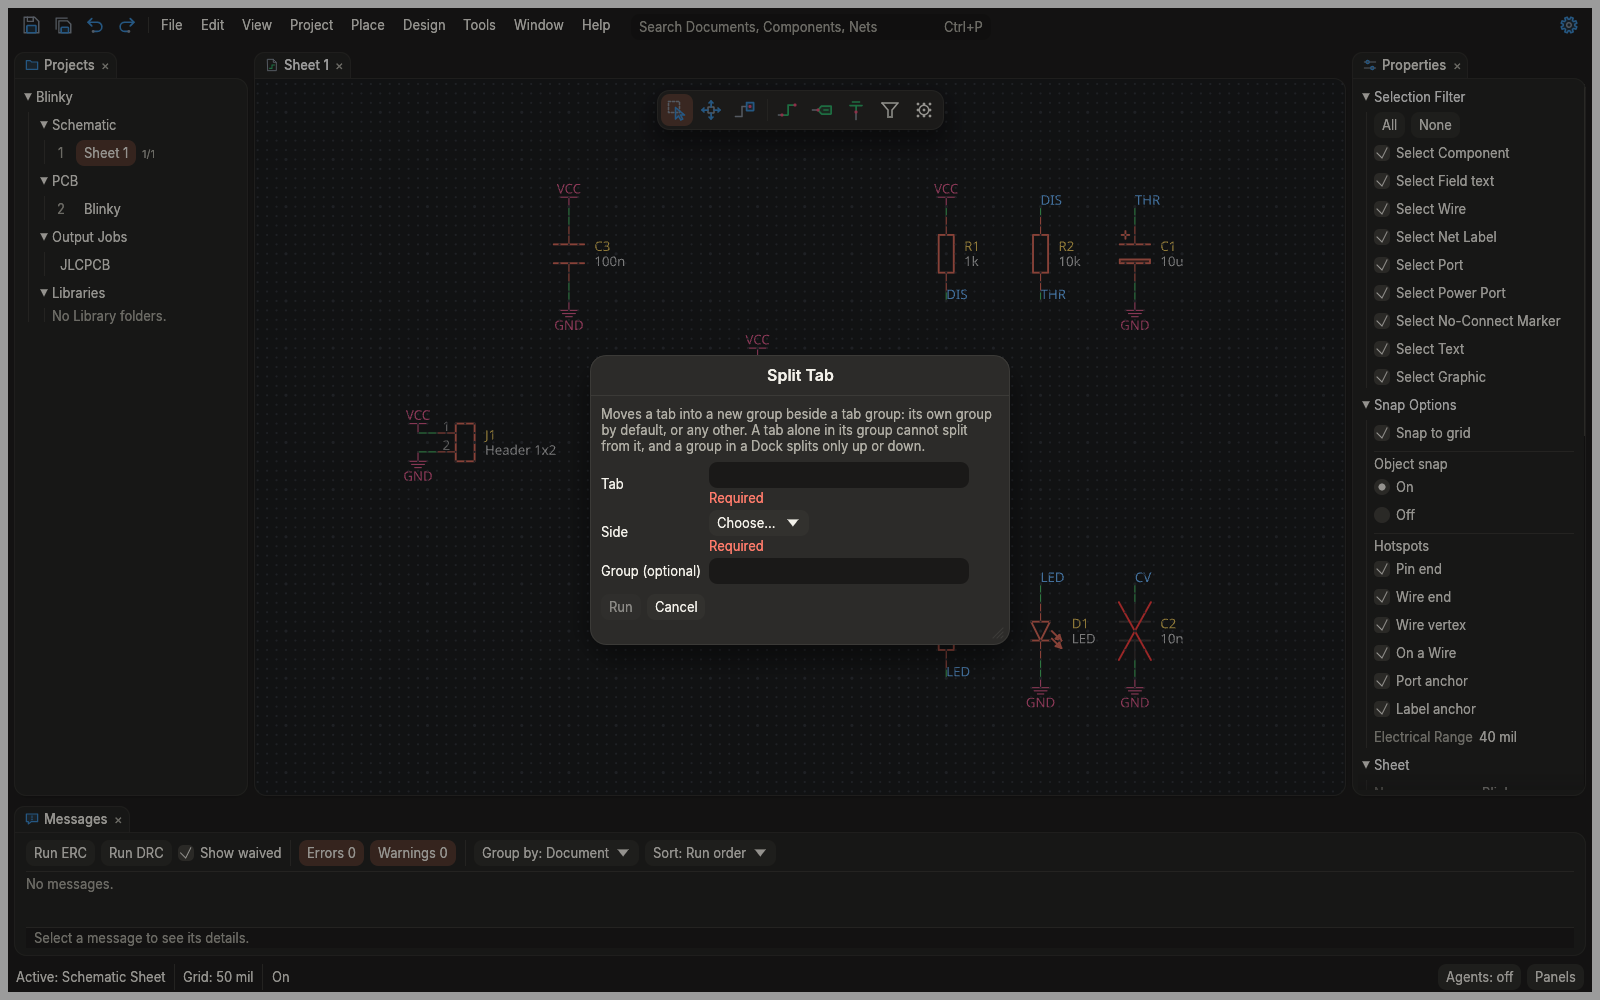 File Edit View Project Place Design Tools Window Help Search Documents, Components, Nets Ctrl+P
Projects × Sheet 1 × Properties ×
Blinky
Schematic
1 Sheet 1 1/1
PCB
2 Blinky
Output Jobs
JLCPCB
Libraries
No Library folders.
VCC
C3
100n
GND
VCC
R1
1k
DIS
DIS
R2
10k
THR
THR
C1
10u
GND
VCC
VCC
1
2
J1
Header 1x2
GND
Split Tab
Moves a tab into a new group beside a tab group: its own group
by default, or any other. A tab alone in its group cannot split
from it, and a group in a Dock splits only up or down.
Tab
Required
Side Choose...
Required
Group (optional)
Run Cancel
LED
LED
D1
LED
GND
CV
C2
10n
GND
Selection Filter
All None
Select Component
Select Field text
Select Wire
Select Net Label
Select Port
Select Power Port
Select No-Connect Marker
Select Text
Select Graphic
Snap Options
Snap to grid
Object snap
On
Off
Hotspots
Pin end
Wire end
Wire vertex
On a Wire
Port anchor
Label anchor
Electrical Range 40 mil
Sheet
Messages ×
Run ERC Run DRC Show waived Errors 0 Warnings 0 Group by: Document Sort: Run order
No messages.
Select a message to see its details.
Active: Schematic Sheet Grid: 50 mil On Agents: off Panels